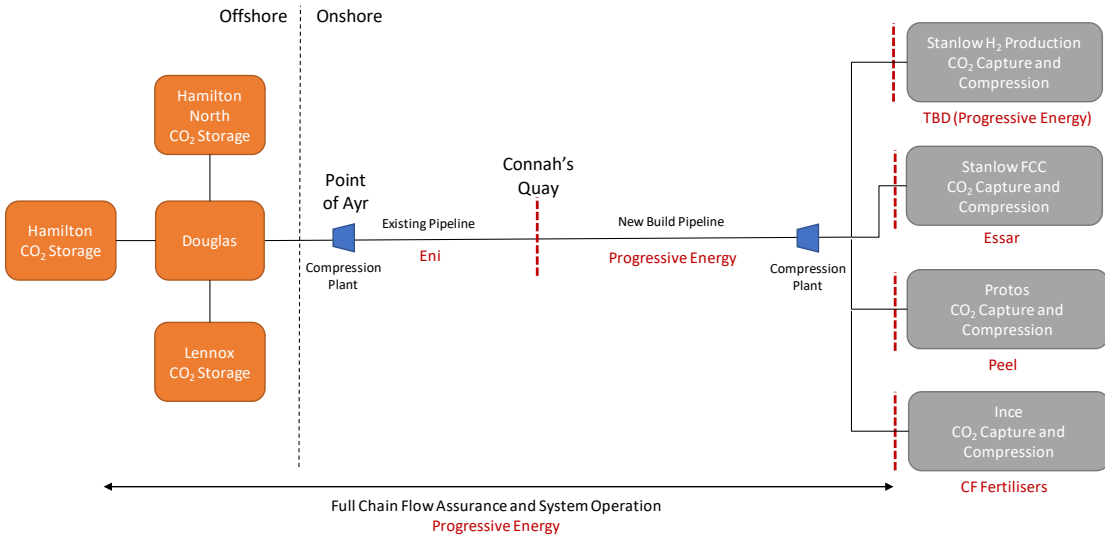 Offshore
Onshore
Hamilton
North
CO₂ Storage
Hamilton
CO₂ Storage
Douglas
Lennox
CO₂ Storage
Point
of Ayr
Compression
Plant
Existing Pipeline
Eni
Connah's
Quay
New Build Pipeline
Progressive Energy
Compression
Plant
Stanlow H₂ Production
CO₂ Capture and
Compression
TBD (Progressive Energy)
Stanlow FCC
CO₂ Capture and
Compression
Essar
Protos
CO₂ Capture and
Compression
Peel
Ince
CO₂ Capture and
Compression
CF Fertilisers
Full Chain Flow Assurance and System Operation
Progressive Energy